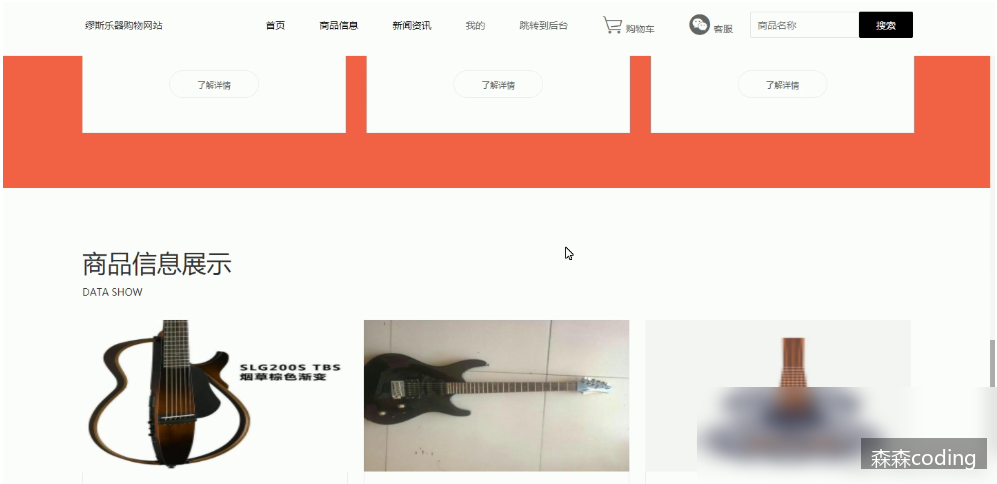 缪斯乐器购物网站 首页 商品信息 新闻资讯 我的 跳转到后台 购物车 客服 商品名称 搜索
了解详情 了解详情 了解详情
商品信息展示
DATA SHOW
SLG200S TBS
烟草棕色渐变
森森coding